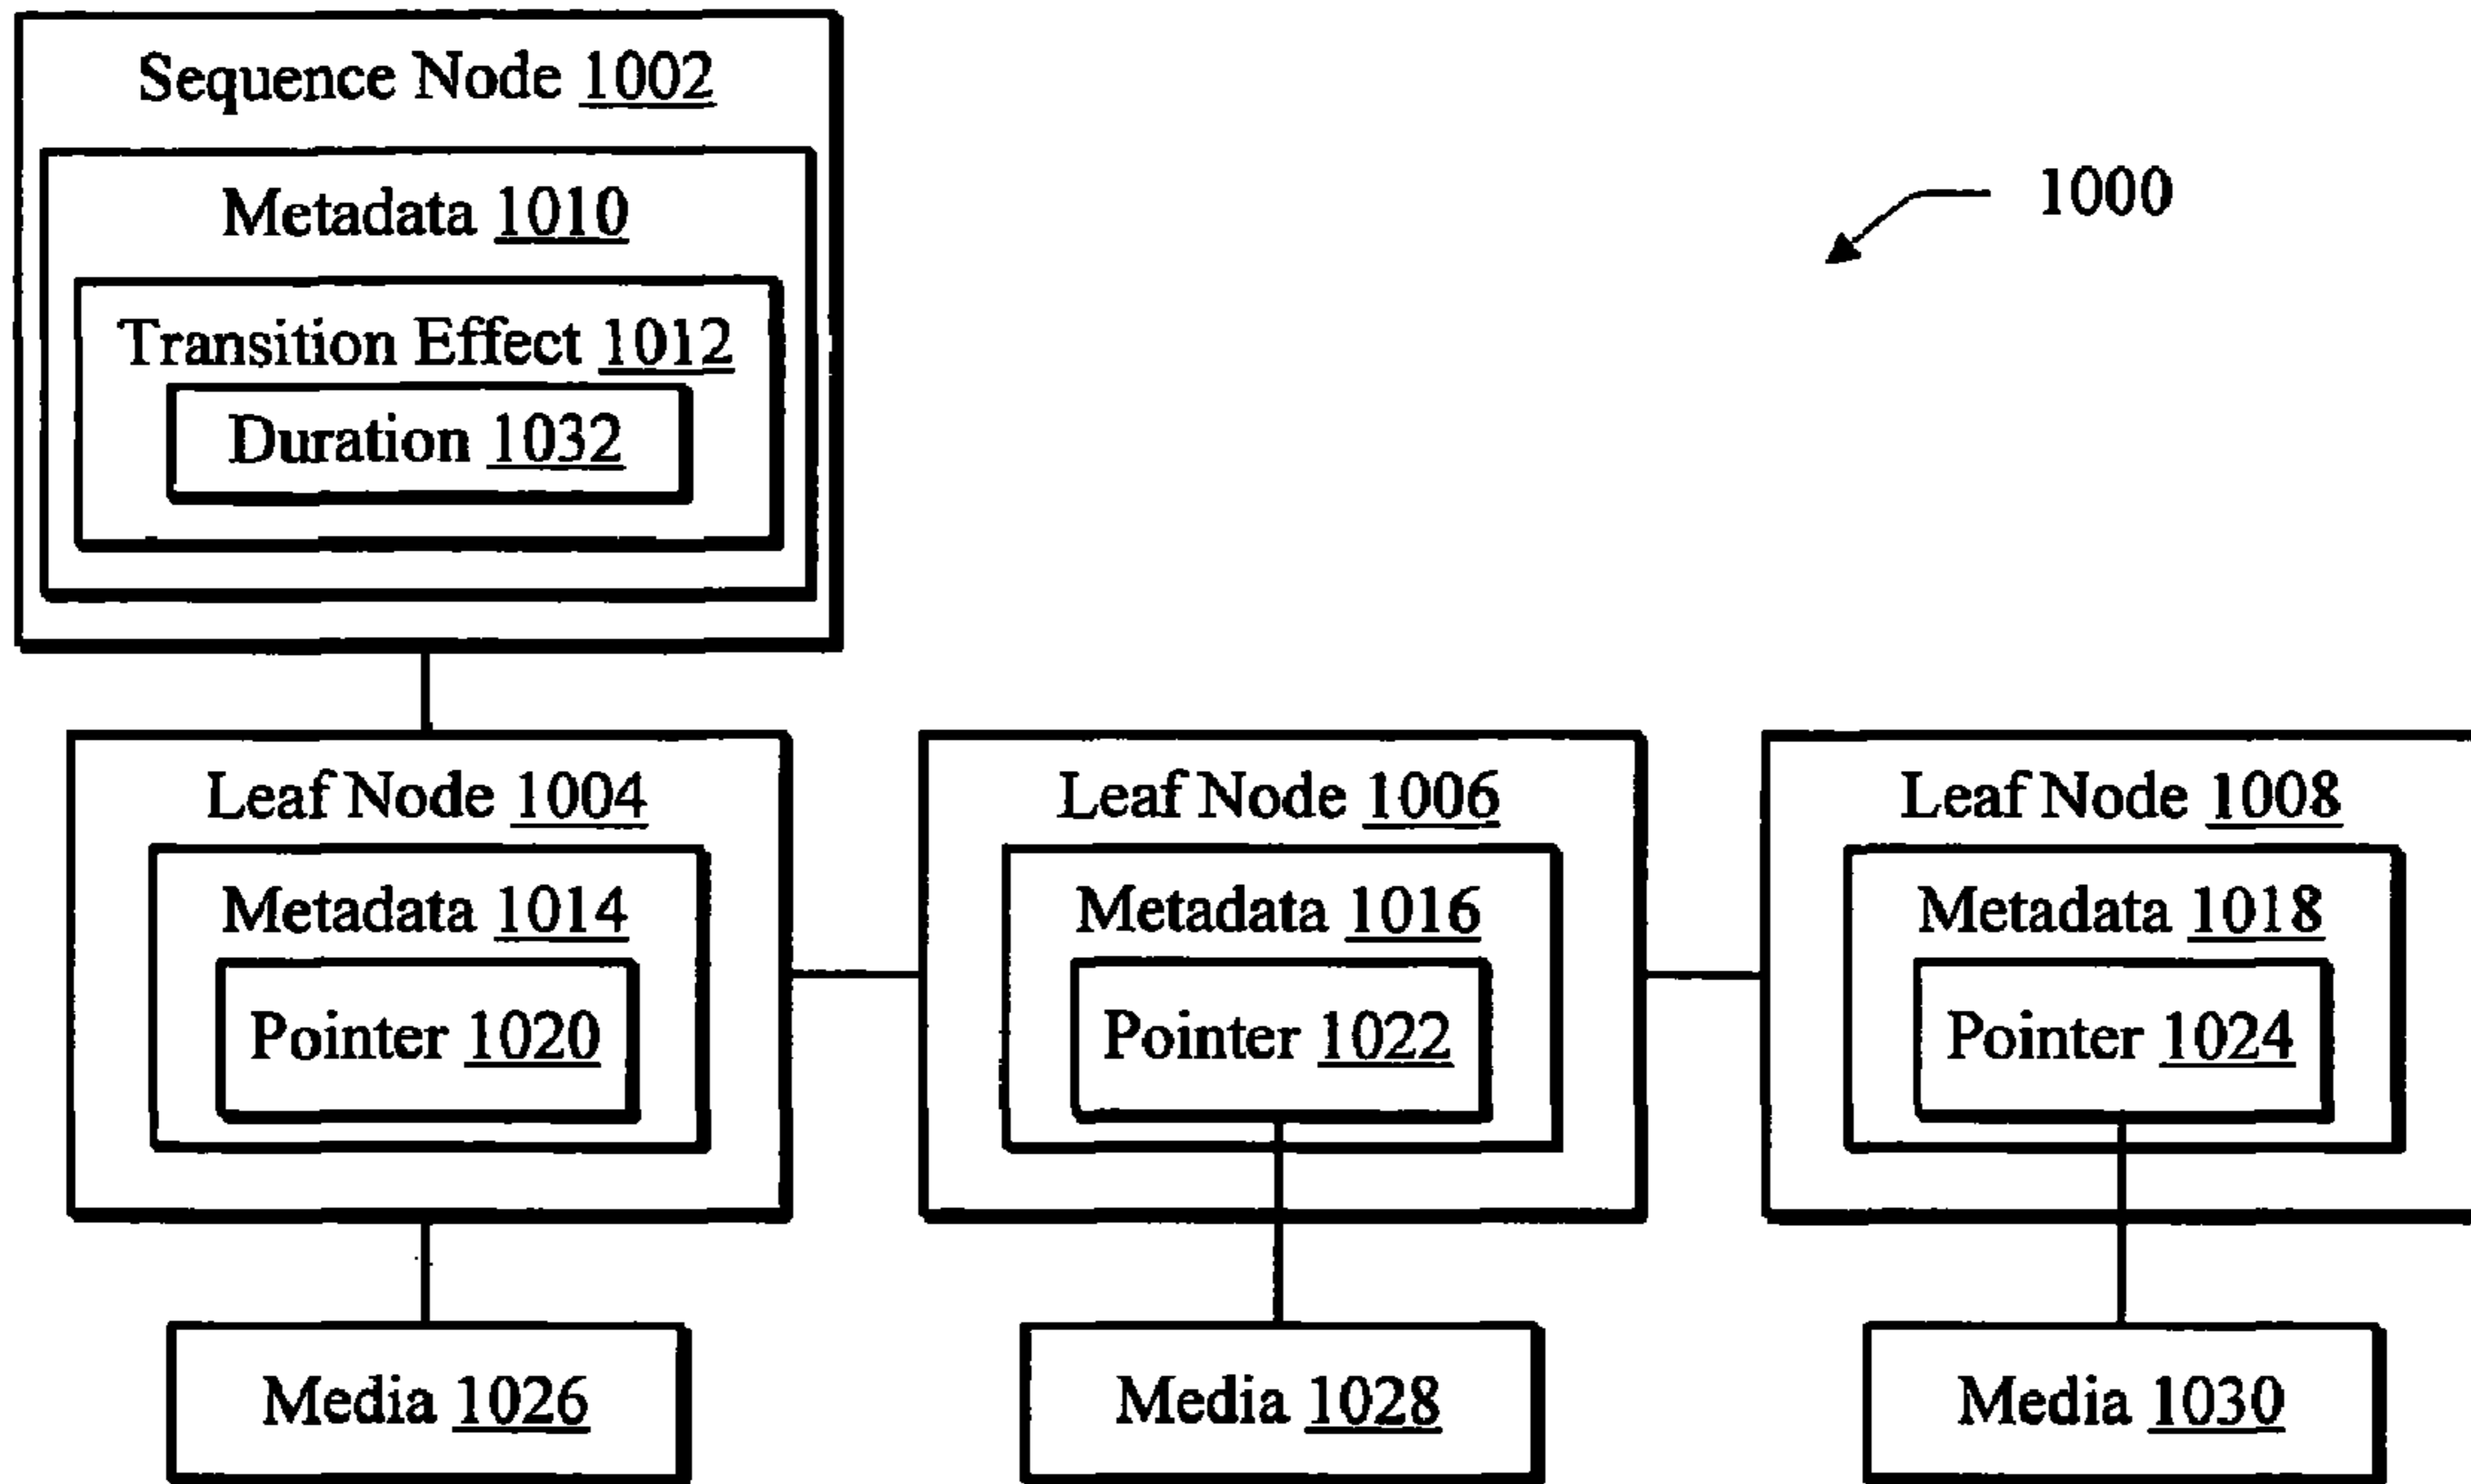 Sequence Node 1002
Metadata 1010
1000
Transition Effect 1012
Duration 1032
Leaf Node 1004
Leaf Node 1006
Leaf Node 1008
Metadata 1014
Metadata 1016
Metadata 1018
Pointer 1020
Pointer 1022
Pointer 1024
Media 1026
Media 1028
Media 1030